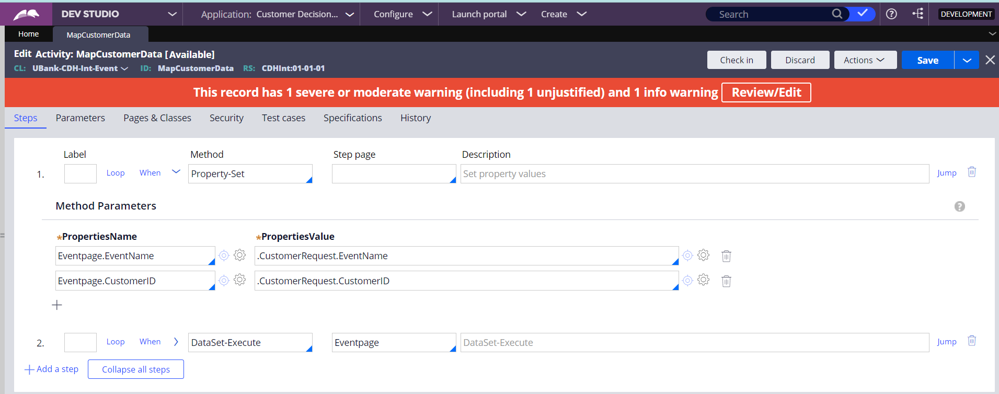 DEV STUDIO Application: Customer Decision... Configure Launch portal Create Search DEVELOPMENT
Home MapCustomerData
Edit Activity: MapCustomerData [Available]
CL: UBank-CDH-Int-Event ID: MapCustomerData RS: CDHInt:01-01-01
Check in Discard Actions Save
This record has 1 severe or moderate warning (including 1 unjustified) and 1 info warning Review/Edit
Steps Parameters Pages & Classes Security Test cases Specifications History
Label Method Step page Description
1. Loop When Property-Set Set property values Jump
Method Parameters ?
*PropertiesName *PropertiesValue
Eventpage.EventName .CustomerRequest.EventName
Eventpage.CustomerID .CustomerRequest.CustomerID
2. Loop When DataSet-Execute Eventpage DataSet-Execute Jump
Add a step Collapse all steps